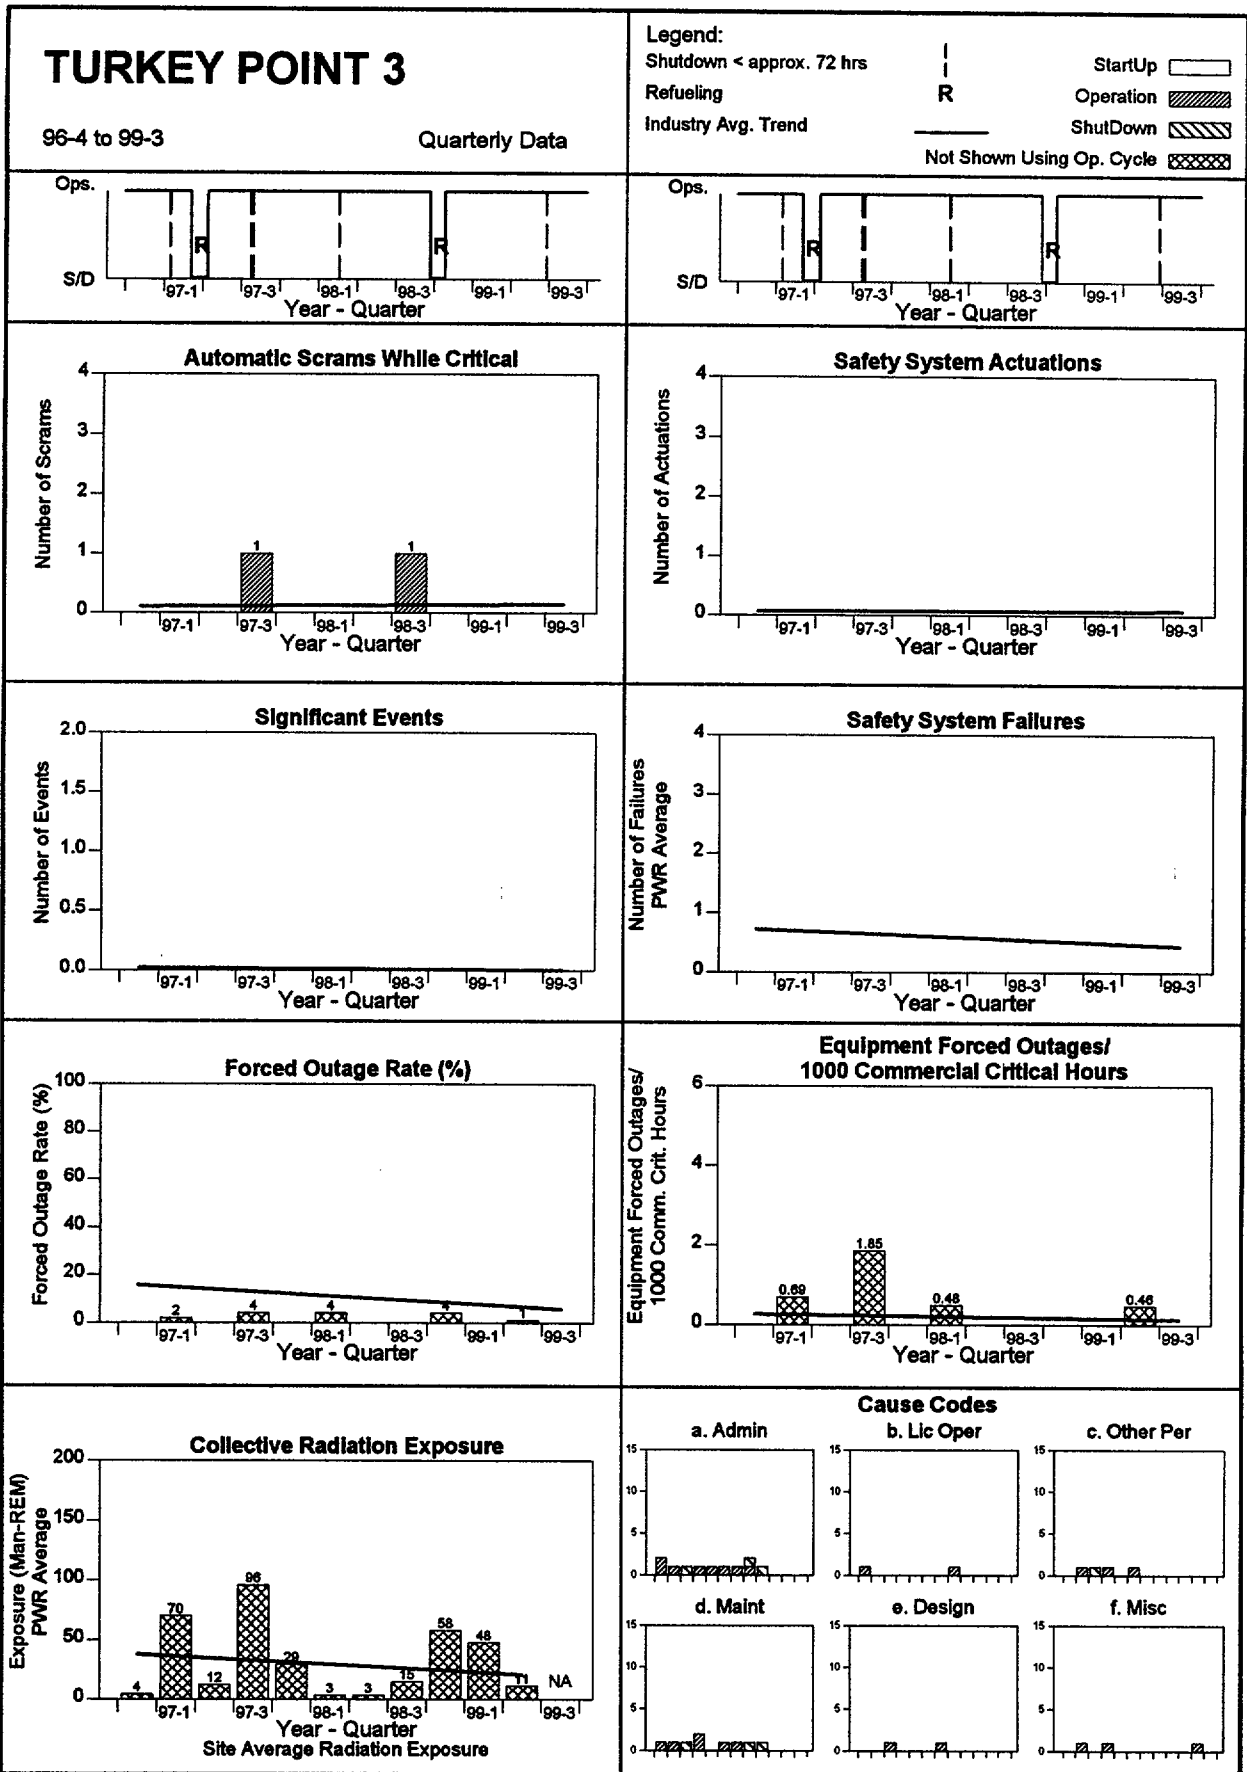 TURKEY POINT 3
96-4 to 99-3 Quarterly Data
Legend:
Shutdown < approx. 72 hrs
Refueling R
Industry Avg. Trend
StartUp
Operation
ShutDown
Not Shown Using Op. Cycle
Ops.
R R
S/D
97-1 97-3 98-1 98-3 99-1 99-3
Year - Quarter
Ops.
R R
S/D
97-1 97-3 98-1 98-3 99-1 99-3
Year - Quarter
Automatic Scrams While Critical
Number of Scrams
4
3
2
1
0
1 1
97-1 97-3 98-1 98-3 99-1 99-3
Year - Quarter
Safety System Actuations
Number of Actuations
4
3
2
1
0
97-1 97-3 98-1 98-3 99-1 99-3
Year - Quarter
Significant Events
Number of Events
2.0
1.5
1.0
0.5
0.0
97-1 97-3 98-1 98-3 99-1 99-3
Year - Quarter
Safety System Failures
Number of Failures
PWR Average
4
3
2
1
0
97-1 97-3 98-1 98-3 99-1 99-3
Year - Quarter
Forced Outage Rate (%)
Forced Outage Rate (%)
100
80
60
40
20
0
2 4 4 4 1
97-1 97-3 98-1 98-3 99-1 99-3
Year - Quarter
Equipment Forced Outages/
1000 Commercial Critical Hours
Equipment Forced Outages/
1000 Comm. Crit. Hours
6
4
2
0
0.69 1.85 0.48 0.46
97-1 97-3 98-1 98-3 99-1 99-3
Year - Quarter
Collective Radiation Exposure
Exposure (Man-REM)
PWR Average
200
150
100
50
0
4 70 12 96 29 3 3 15 58 48 11 NA
97-1 97-3 98-1 98-3 99-1 99-3
Year - Quarter
Site Average Radiation Exposure
Cause Codes
a. Admin
15
10
5
0
b. Lic Oper
15
10
5
0
c. Other Per
15
10
5
0
d. Maint
15
10
5
0
e. Design
15
10
5
0
f. Misc
15
10
5
0